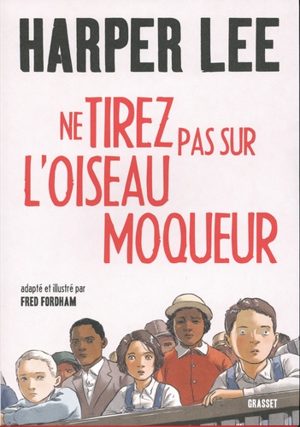 HARPER LEE
NE TIREZ PAS SUR
L'OISEAU
MOQUEUR
adapté et illustré par
FRED FORDHAM
GRASSET